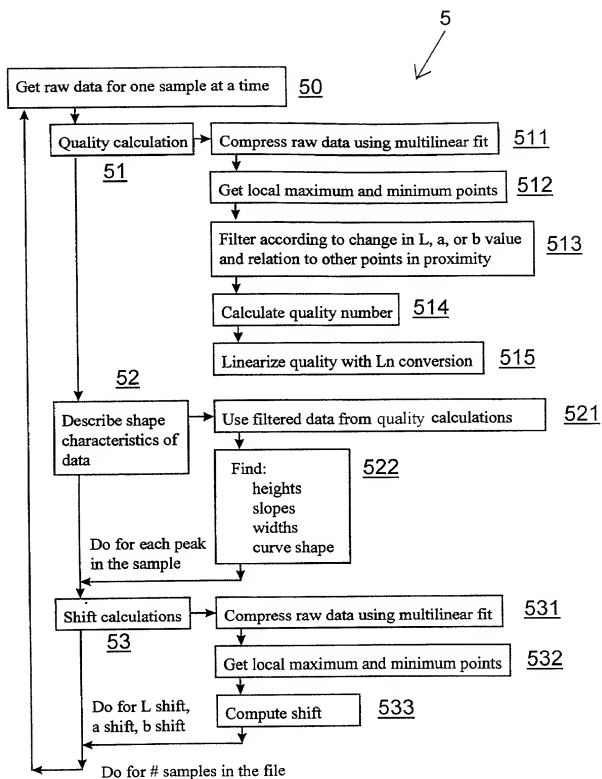 5
Get raw data for one sample at a time 50
Quality calculation
51
Compress raw data using multilinear fit 511
Get local maximum and minimum points 512
Filter according to change in L, a, or b value
and relation to other points in proximity
513
Calculate quality number 514
Linearize quality with Ln conversion 515
52
Describe shape
characteristics of
data
Use filtered data from quality calculations 521
Find:
heights
slopes
widths
curve shape
522
Do for each peak
in the sample
Shift calculations
53
Compress raw data using multilinear fit 531
Get local maximum and minimum points 532
Compute shift 533
Do for L shift,
a shift, b shift
Do for # samples in the file